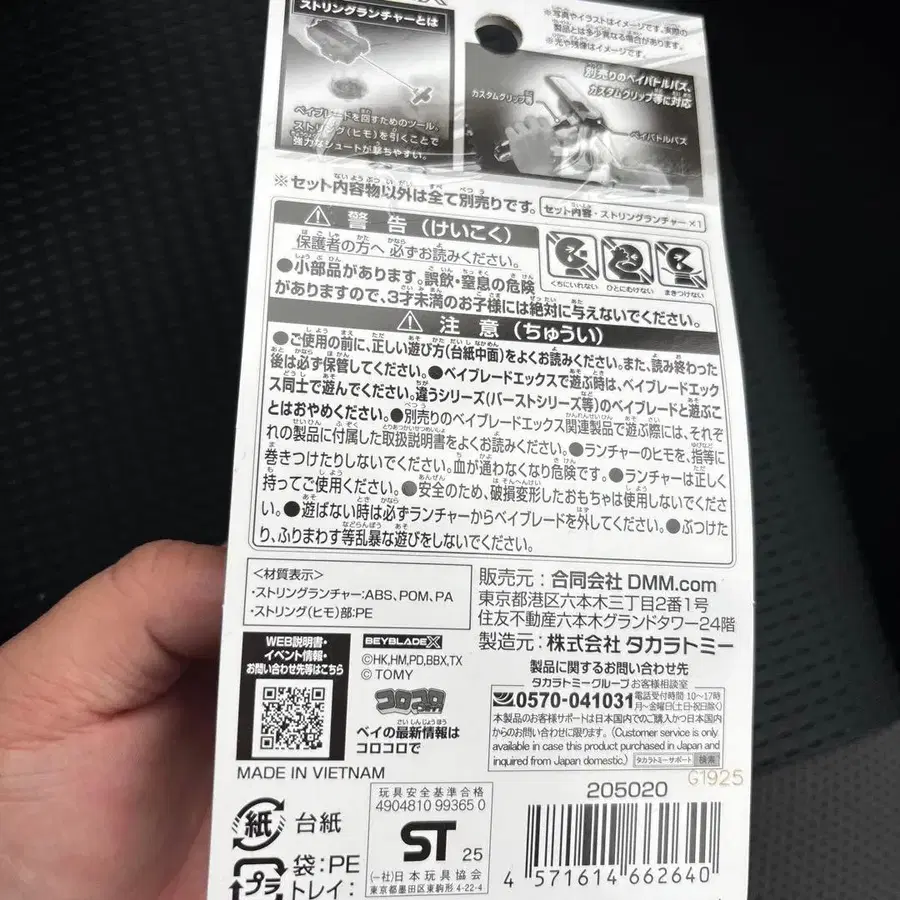 ストリングランチャーとは
ベイブレードを回すためのツール。
ストリング(ヒモ)を引くことで
強力なシュートが撃ちやすい。
※写真やイラストはイメージです。実際の
製品とは多少異なる場合があります。
※光や残像はイメージです。
別売りのベイバトルパス、
カスタムグリップ等に対応
カスタムグリップ等
ベイバトルパス
※セット内容物以外は全て別売りです。
セット内容・ストリングランチャー×1
警告(けいこく)
保護者の方へ 必ずお読みください。
●小部品があります。誤飲・窒息の危険
がありますので、3才未満のお子様には絶対に与えないでください。
くちにいれない
ひとにむけない
まきつけない
注意(ちゅうい)
●ご使用の前に、正しい遊び方(台紙中面)をよくお読みください。また、読み終わった
後は必ず保管してください。●ベイブレードエックスで遊ぶ時は、ベイブレードエック
ス同士で遊んでください。違うシリーズ(バーストシリーズ等)のベイブレードと遊ぶこ
とはおやめください。●別売りのベイブレードエックス関連製品で遊ぶ際には、それぞ
れの製品に付属した取扱説明書をよくお読みください。●ランチャーのヒモを、指等に
巻きつけたりしないでください。血が通わなくなり危険です。●ランチャーは正しく
持ってご使用ください。●安全のため、破損変形したおもちゃは使用しないでくださ
い。●遊ばない時は必ずランチャーからベイブレードを外してください。●ぶつけた
り、ふりまわす等乱暴な遊びをしないでください。
<材質表示>
・ストリングランチャー:ABS、POM、PA
・ストリング(ヒモ)部:PE
販売元:合同会社 DMM.com
東京都港区六本木三丁目2番1号
住友不動産六本木グランドタワー24階
製造元:株式会社 タカラトミー
WEB説明書・
イベント情報・
お問い合わせ先等はこちら
BEYBLADE X
©HK,HM,PD,BBX,TX
© TOMY
コロコロ
ベイの最新情報は
コロコロで
製品に関するお問い合わせ先
タカラトミーグループお客様相談室
0570-041031
電話受付時間 10〜17時
月〜金曜日(土・日・祝日除く)
本製品のお客様サポートは日本国内でのご購入かつ日本国内
からのお問い合わせに限ります。(Customer service is only
available in case this product purchased in Japan and
inquired from Japan domestic.)
タカラトミーサポート 検索
MADE IN VIETNAM
G1925
205020
紙
台紙
プラ
袋:PE
トレイ:
玩具安全基準合格
4904810 99365 0
ST
25
(一社)日本玩具協会
東京都墨田区東駒形4-22-4
4 571614 662640